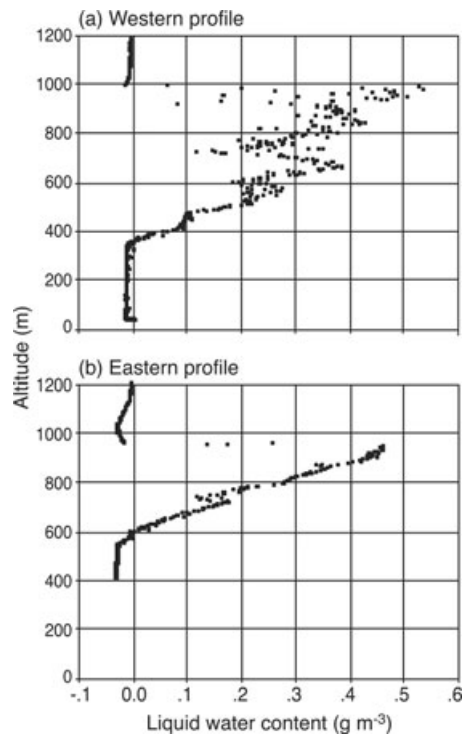 (a) Western profile
1200
1000
800
600
400
200
0
Altitude (m)
(b) Eastern profile
1200
1000
800
600
400
200
0
-.1 0.0 .1 .2 .3 .4 .5 .6
Liquid water content (g m-3)